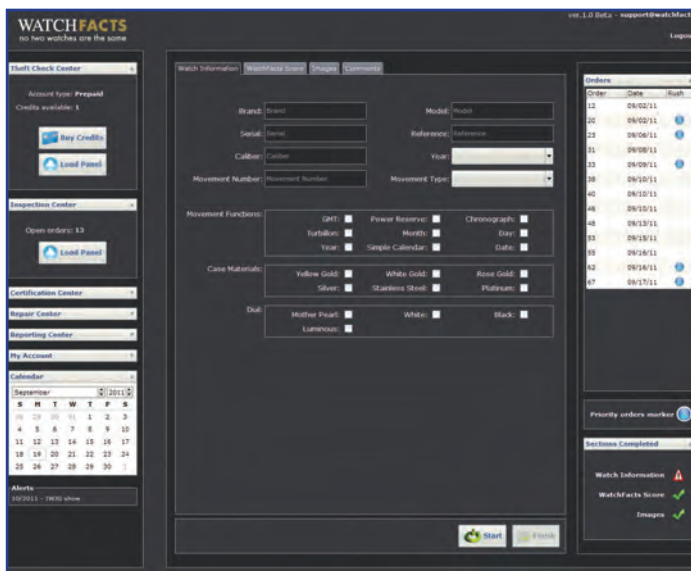 ver.1.0 Beta - support@watchfact
WATCHFACTS
no two watches are the same
Logou
Theft Check Center
Account type: Prepaid
Credits available: 1
Buy Credits
Load Panel
Inspection Center
Open orders: 13
Load Panel
Certification Center
Repair Center
Reporting Center
My Account
Calendar
September 2011
S M T W T F S
28 29 30 31 1 2 3
4 5 6 7 8 9 10
11 12 13 14 15 16 17
18 19 20 21 22 23 24
25 26 27 28 29 30 1
Alerts
10/2011 - IWJG show
Watch Information WatchFacts Score Images Comments
Brand: Brand Model: Model
Serial: Serial Reference: Reference
Caliber: Caliber Year:
Movement Number: Movement Number Movement Type:
Movement Functions:
GMT: Power Reserve: Chronograph:
Turbillon: Month: Day:
Year: Simple Calendar: Date:
Case Materials:
Yellow Gold: White Gold: Rose Gold:
Silver: Stainless Steel: Platinum:
Dial:
Mother Pearl: White: Black:
Luminous:
Start Finish
Orders
Order Date Rush
12 09/02/11
20 09/02/11
23 09/06/11
31 09/08/11
33 09/09/11
38 09/10/11
40 09/10/11
46 09/10/11
48 09/13/11
53 09/15/11
55 09/16/11
62 09/16/11
67 09/17/11
Priority orders marker
Sections Completed
Watch Information
WatchFacts Score
Images